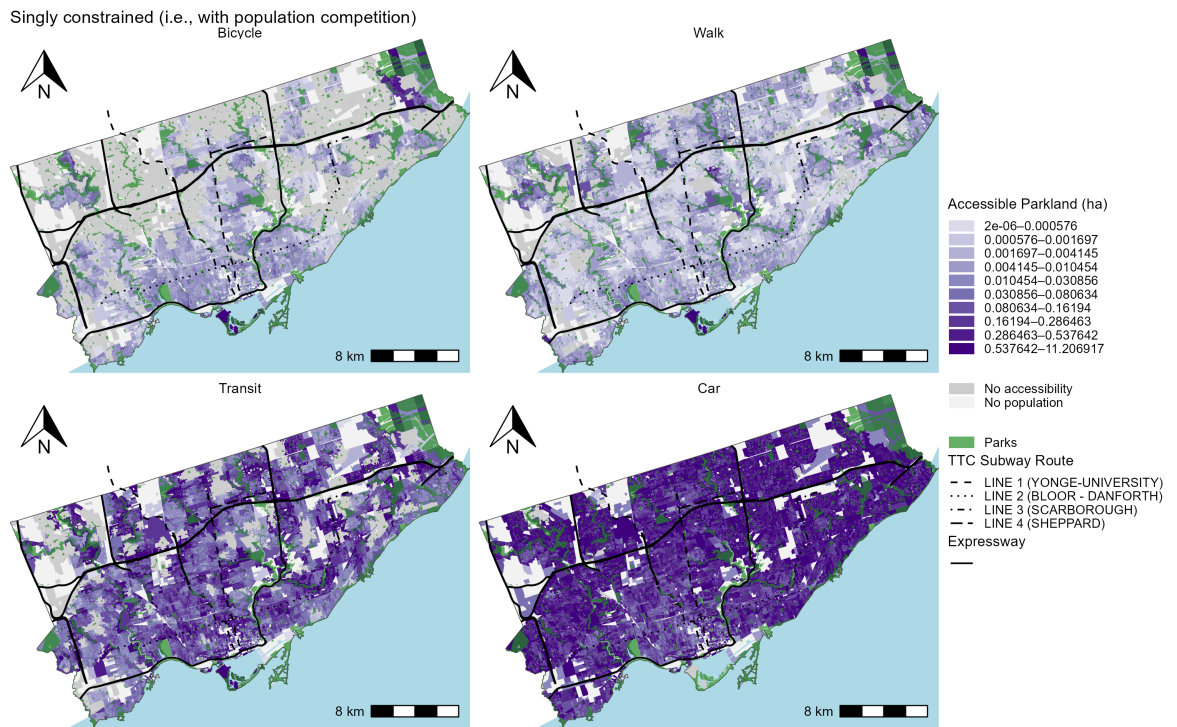 Singly constrained (i.e., with population competition)
Bicycle
Walk
N
N
8 km
8 km
Transit
Car
N
N
8 km
8 km
Accessible Parkland (ha)
2e-06–0.000576
0.000576–0.001697
0.001697–0.004145
0.004145–0.010454
0.010454–0.030856
0.030856–0.080634
0.080634–0.16194
0.16194–0.286463
0.286463–0.537642
0.537642–11.206917
No accessibility
No population
Parks
TTC Subway Route
LINE 1 (YONGE-UNIVERSITY)
LINE 2 (BLOOR - DANFORTH)
LINE 3 (SCARBOROUGH)
LINE 4 (SHEPPARD)
Expressway